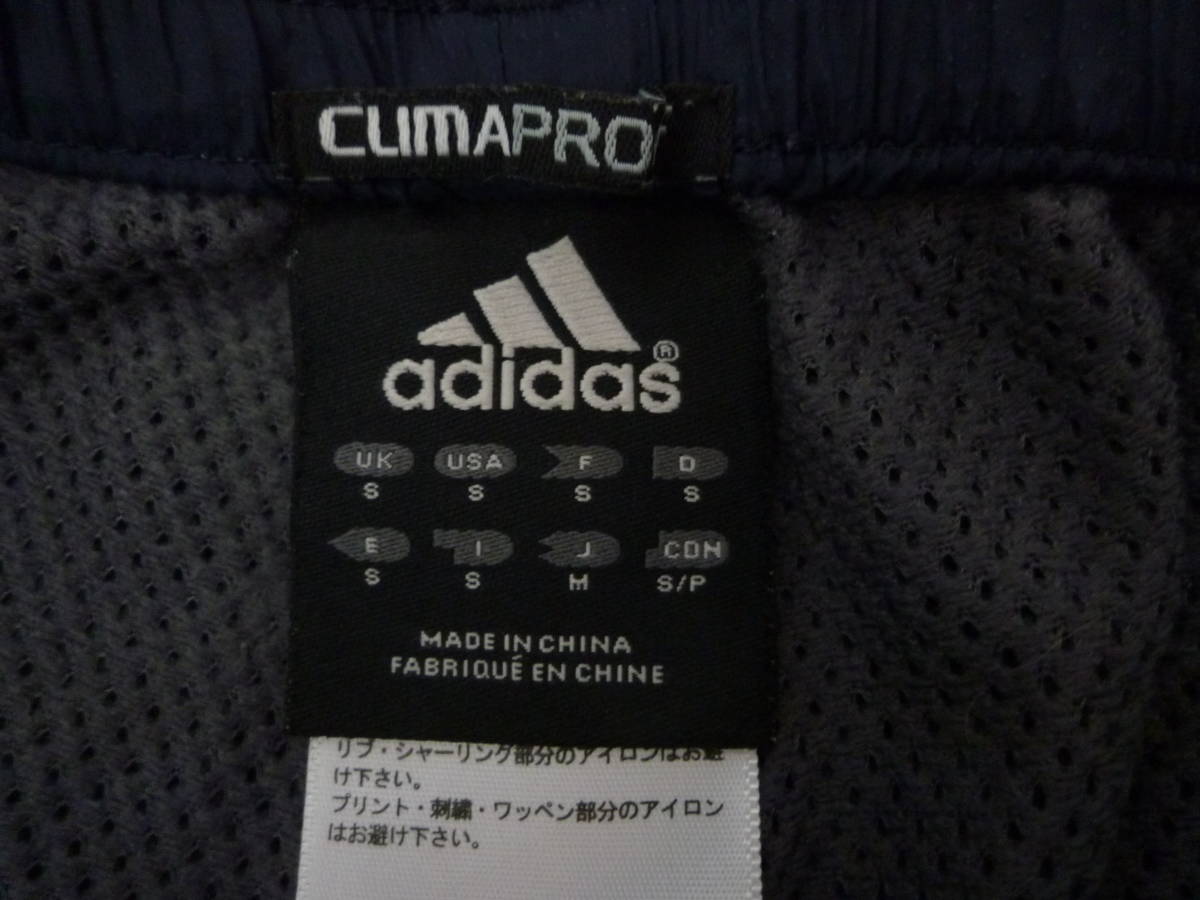 CLIMAPRO
adidas®
UK USA F D
S S S S
E I J CDN
S S M S/P
MADE IN CHINA
FABRIQUÉ EN CHINE
リブ・シャーリング部分のアイロンはお避
け下さい。
プリント・刺繍・ワッペン部分のアイロン
はお避け下さい。